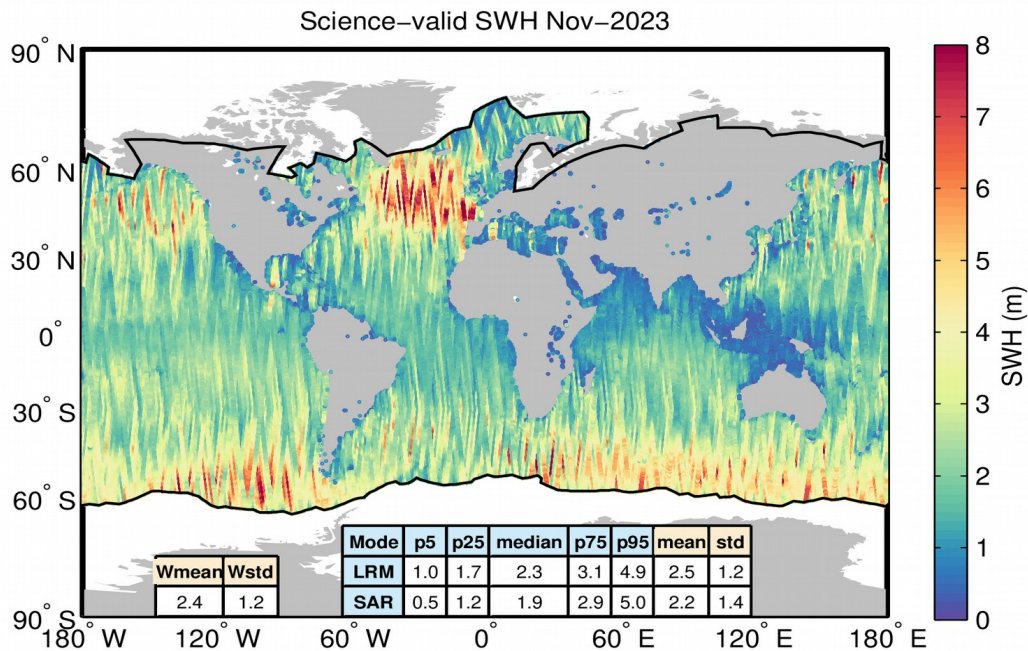 Science−valid SWH Nov−2023
90° N
60° N
30° N
0°
30° S
60° S
90° S
180° W
120° W
60° W
0°
60° E
120° E
180° E
8
7
6
5
4
3
2
1
0
SWH (m)
Wmean Wstd
2.4 1.2
Mode p5 p25 median p75 p95 mean std
LRM 1.0 1.7 2.3 3.1 4.9 2.5 1.2
SAR 0.5 1.2 1.9 2.9 5.0 2.2 1.4